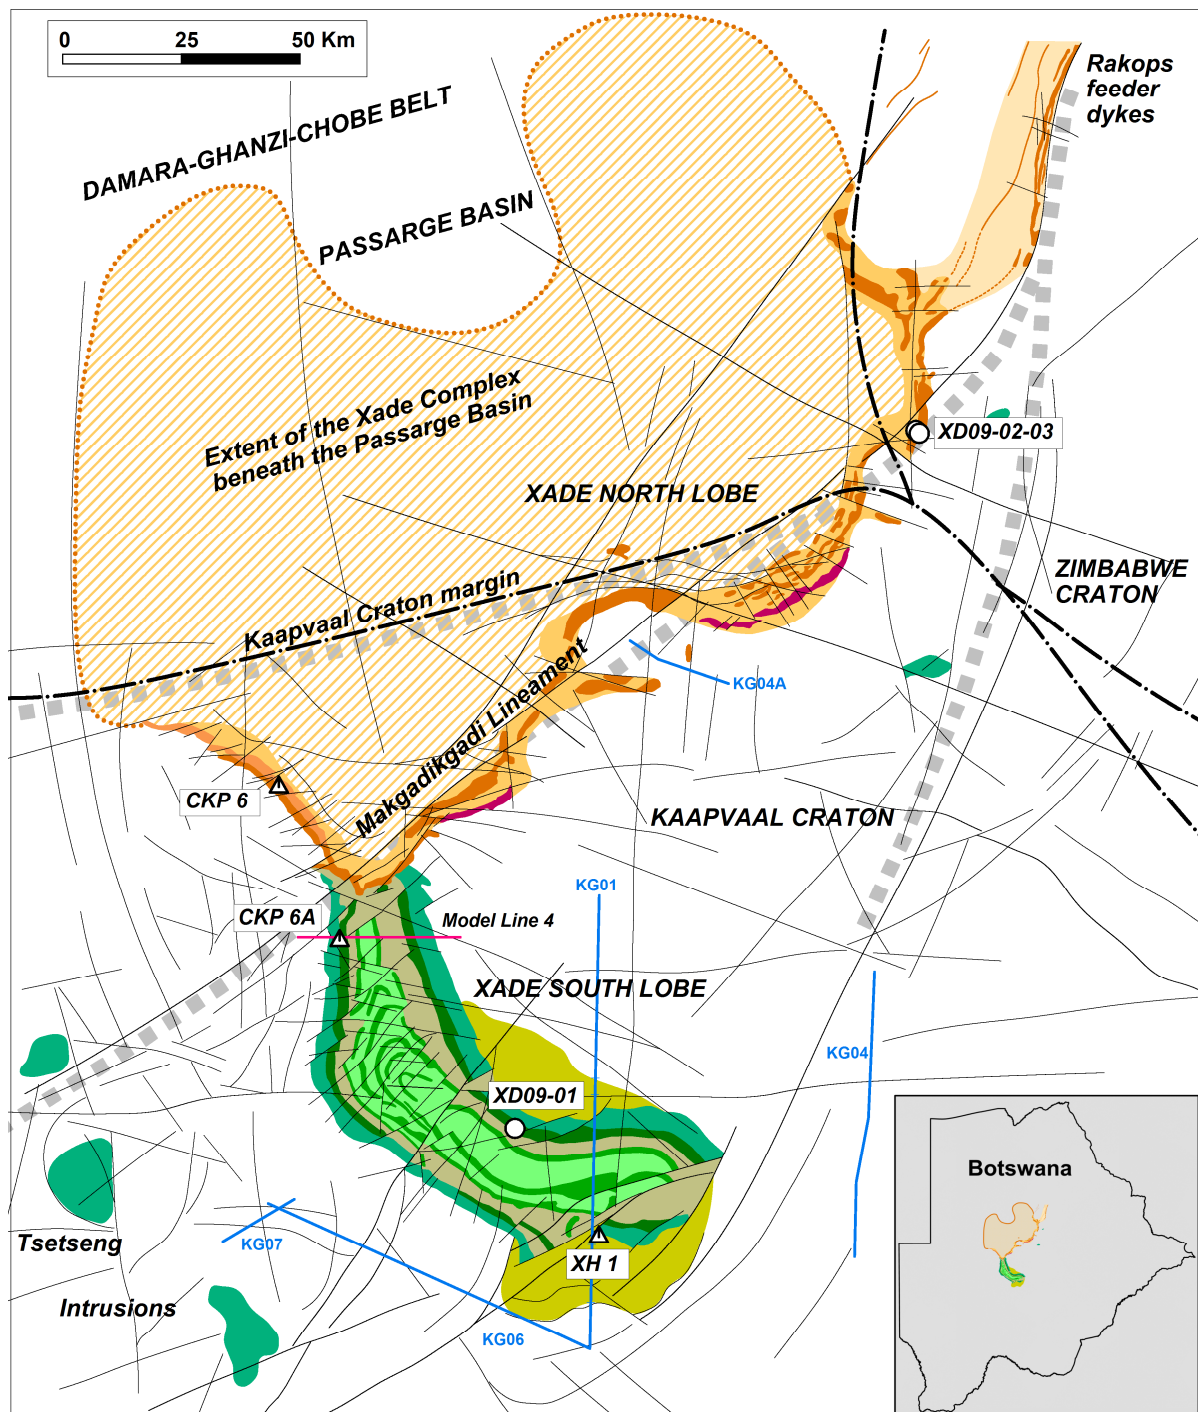 0 25 50 Km
Rakops
feeder
dykes
DAMARA-GHANZI-CHOBE BELT
PASSARGE BASIN
Extent of the Xade Complex
beneath the Passarge Basin
XD09-02-03
XADE NORTH LOBE
ZIMBABWE
CRATON
Kaapvaal Craton margin
Makgadikgadi Lineament
KG04A
CKP 6
KAAPVAAL CRATON
KG01
CKP 6A
Model Line 4
XADE SOUTH LOBE
KG04
XD09-01
Botswana
Tsetseng
Intrusions
KG07
XH 1
KG06